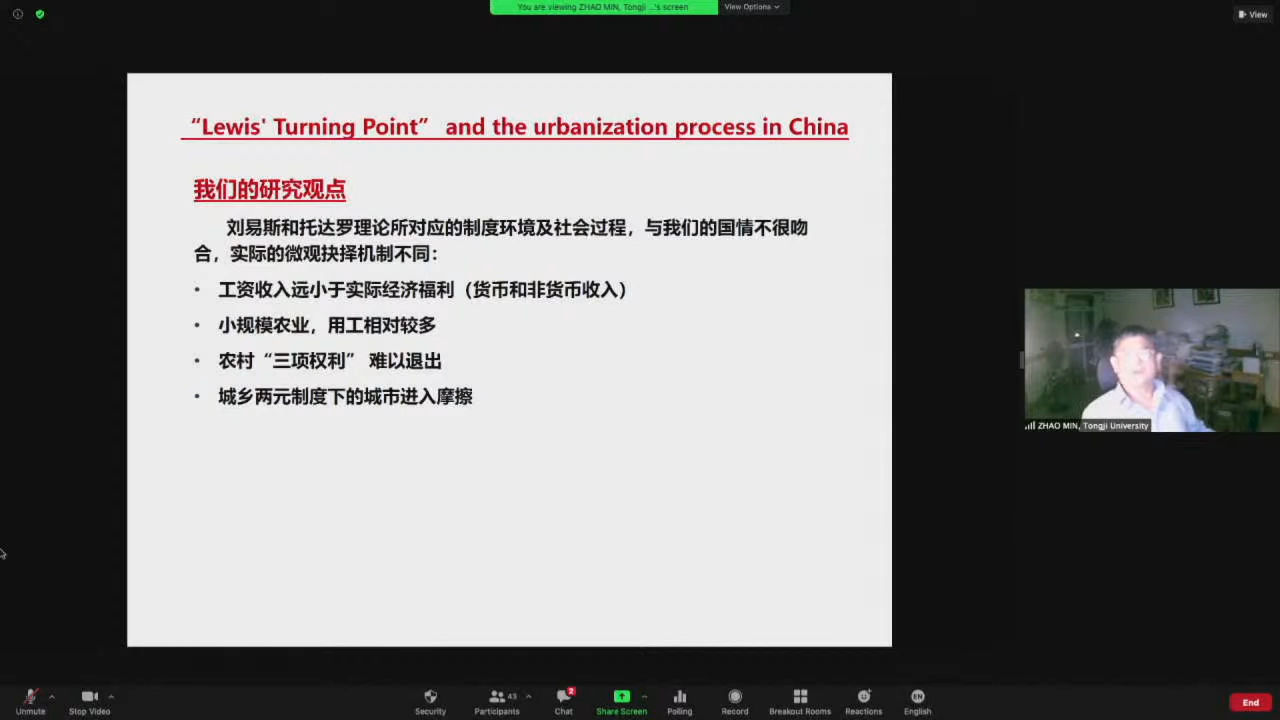 You are viewing ZHAO MIN, Tongji ...'s screen
View Options
View
“Lewis' Turning Point” and the urbanization process in China
我们的研究观点
刘易斯和托达罗理论所对应的制度环境及社会过程，与我们的国情不很吻
合，实际的微观抉择机制不同：
• 工资收入远小于实际经济福利（货币和非货币收入）
• 小规模农业，用工相对较多
• 农村“三项权利” 难以退出
• 城乡两元制度下的城市进入摩擦
ZHAO MIN, Tongji University
Unmute
Stop Video
Security
Participants
43
Chat
2
Share Screen
Polling
Record
Breakout Rooms
Reactions
EN
English
End